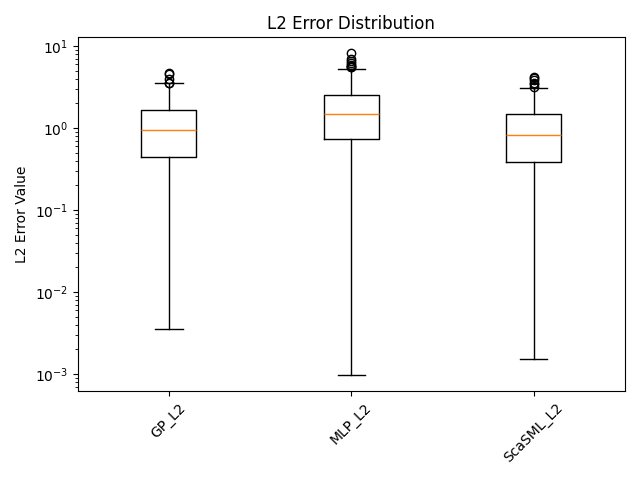 L2 Error Distribution
L2 Error Value
10¹
10⁰
10⁻¹
10⁻²
10⁻³
GP_L2
MLP_L2
ScaSML_L2